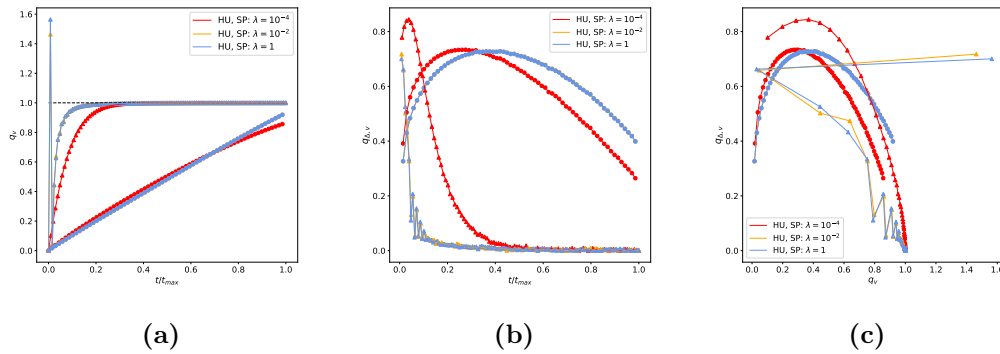 HU, SP: λ = 10⁻⁴
HU, SP: λ = 10⁻²
HU, SP: λ = 1
1.6
1.4
1.2
1.0
0.8
0.6
0.4
0.2
0.0
qᵥ
0.0 0.2 0.4 0.6 0.8 1.0
t/tₘₐₓ
(a)
HU, SP: λ = 10⁻⁴
HU, SP: λ = 10⁻²
HU, SP: λ = 1
0.8
0.6
0.4
0.2
0.0
q_{Δ, v}
0.0 0.2 0.4 0.6 0.8 1.0
t/tₘₐₓ
(b)
0.8
0.6
0.4
0.2
0.0
q_{Δ, v}
HU, SP: λ = 10⁻⁴
HU, SP: λ = 10⁻²
HU, SP: λ = 1
0.0 0.2 0.4 0.6 0.8 1.0 1.2 1.4 1.6
qᵥ
(c)